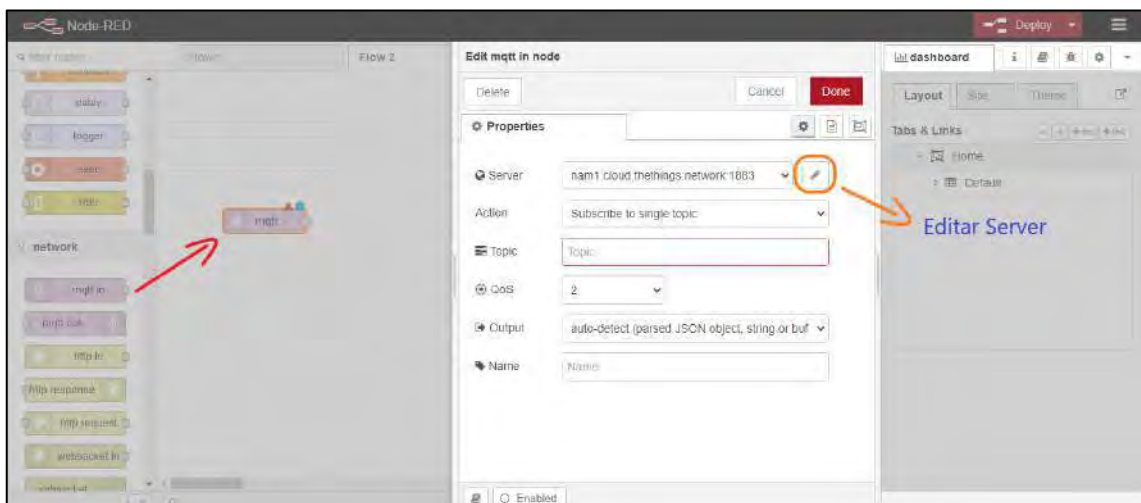 Node-RED
Deploy
Flow 2
Edit mqtt in node
Delete
Cancel
Done
Properties
Server
nam1 cloud thethings network 1883
Action
Subscribe to single topic
Topic
Topic
QoS
2
Output
auto-detect (parsed JSON object, string or buf
Name
Name
Enabled
network
mqtt in
mqtt out
http in
http response
http request
websocket in
mqtt
dashboard
Layout
Site
Theme
Tabs & Links
Home
Default
Editar Server